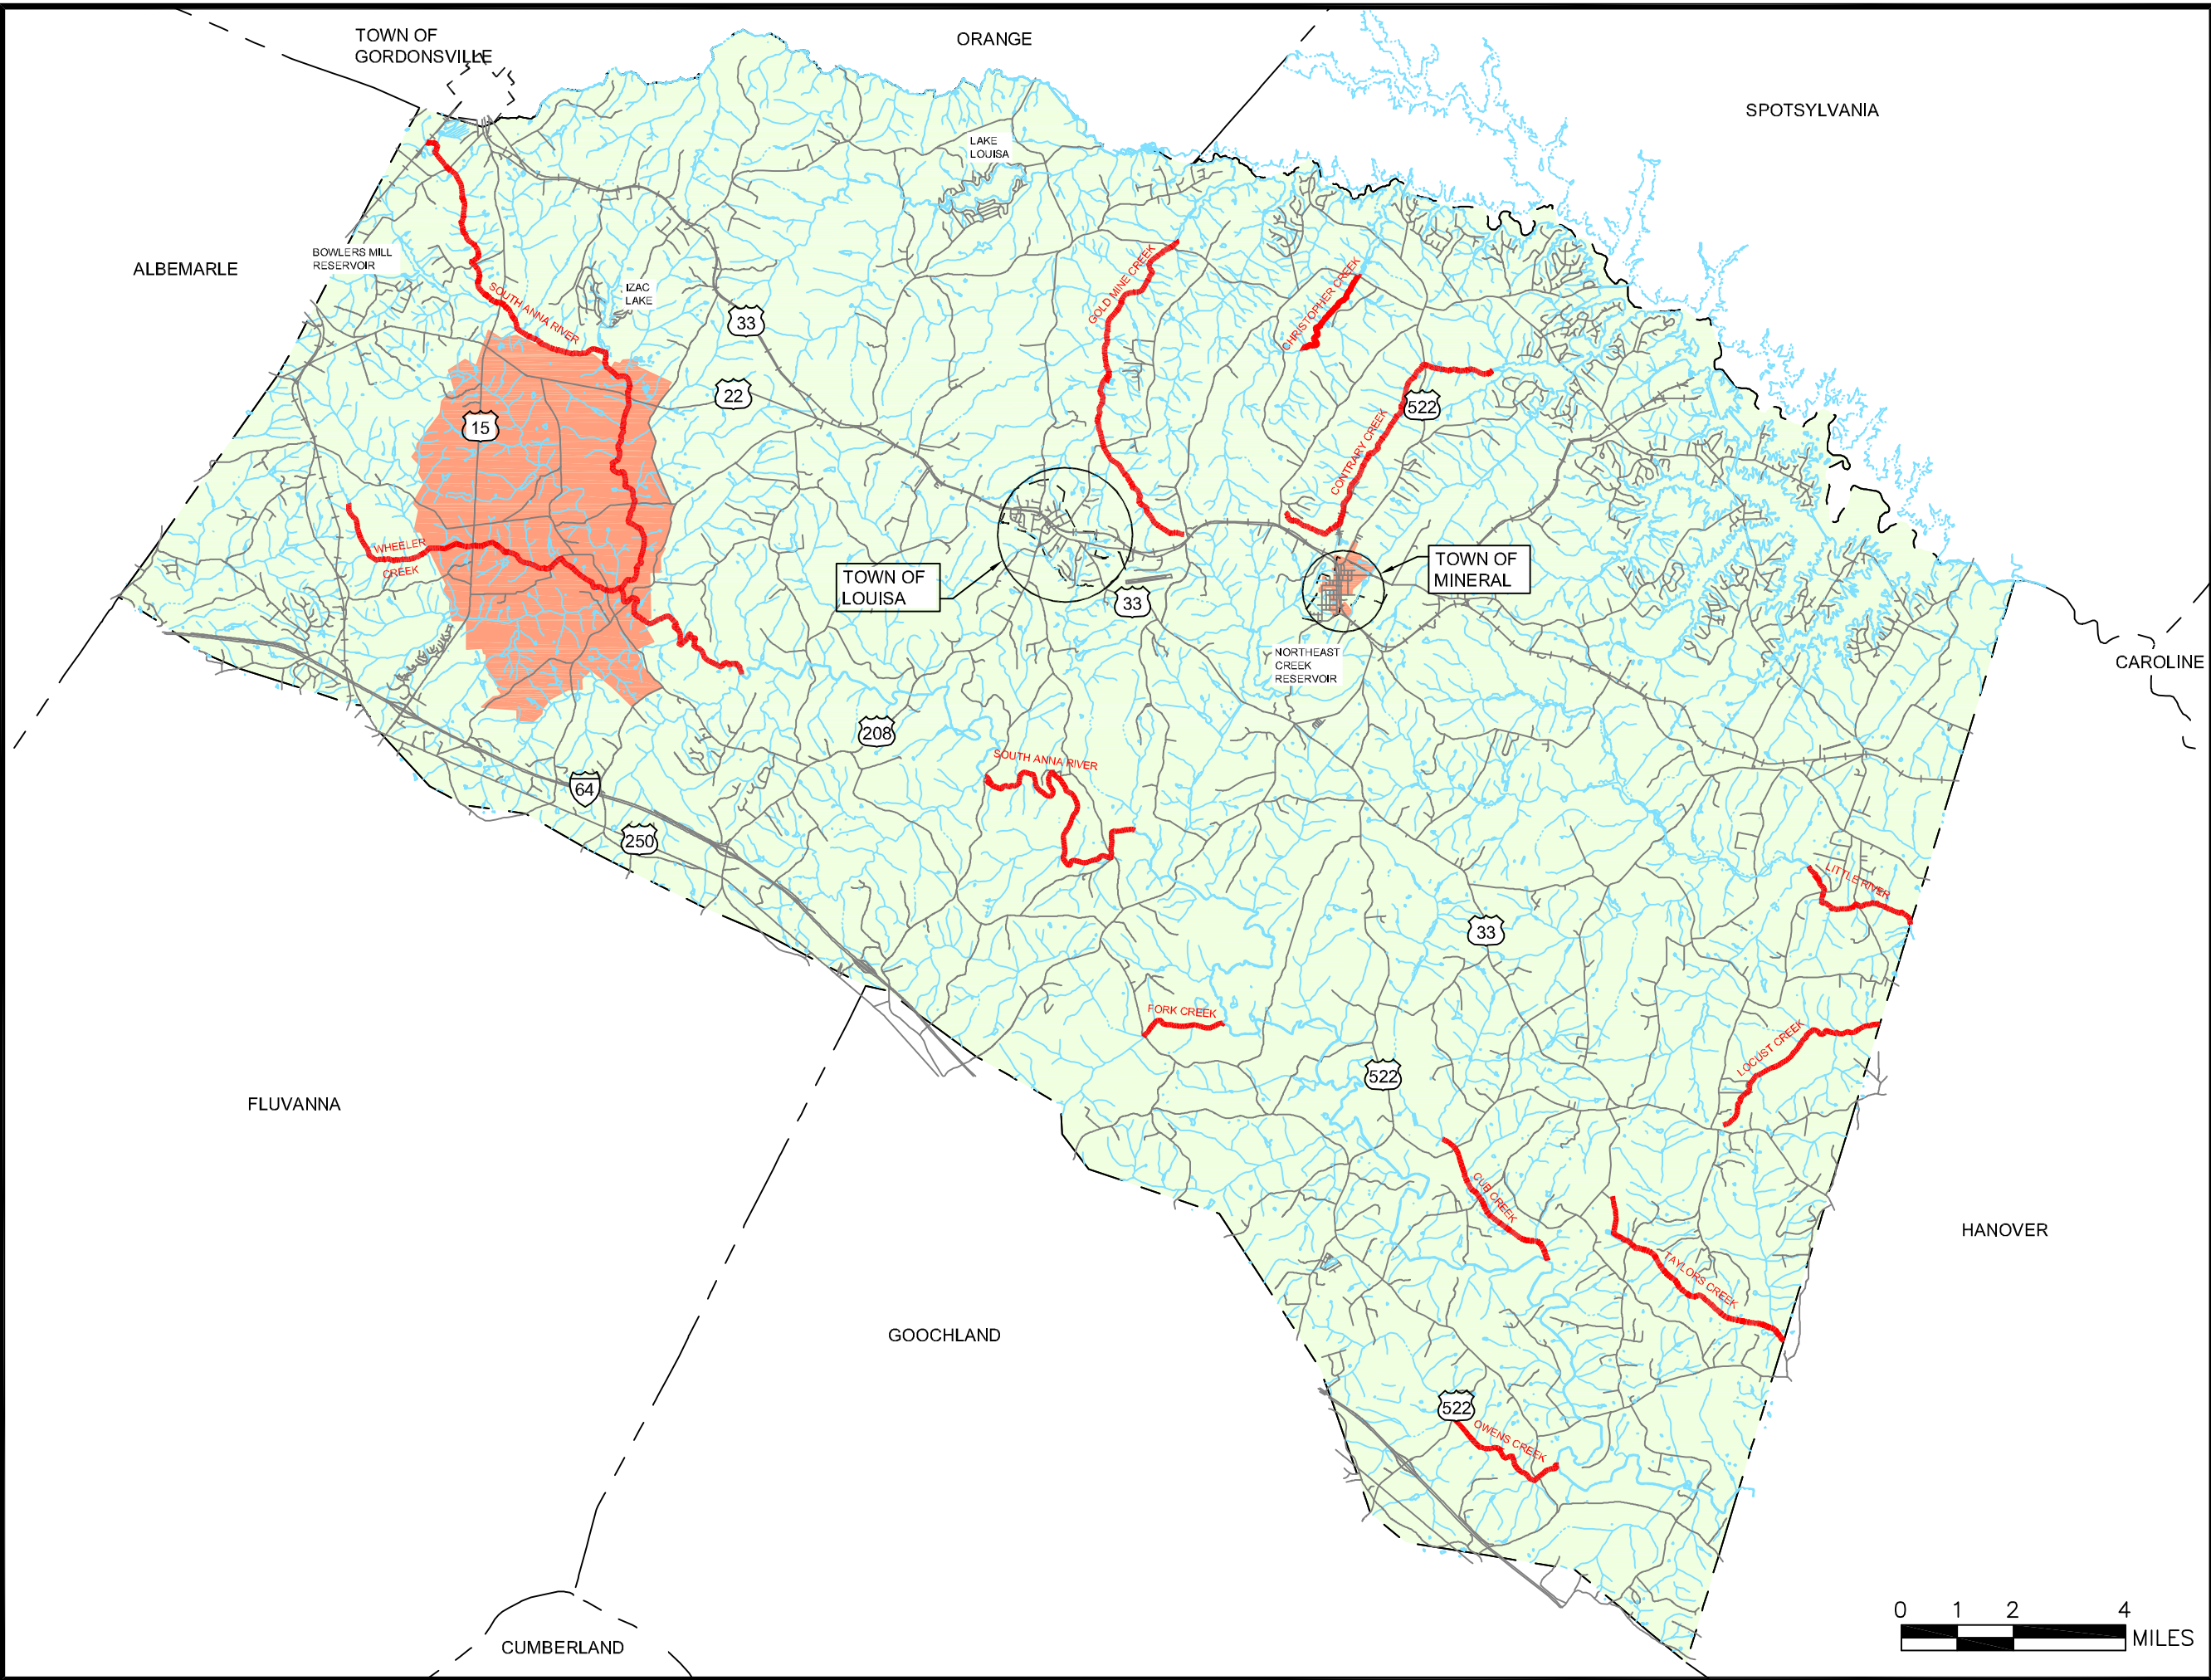 TOWN OF
GORDONSVILLE
ORANGE
SPOTSYLVANIA
LAKE
LOUISA
ALBEMARLE
BOWLERS MILL
RESERVOIR
IZAC
LAKE
SOUTH ANNA RIVER
GOLD MINE CREEK
CHRISTOPHER CREEK
33
22
15
522
CONTRARY CREEK
WHEELER
CREEK
TOWN OF
LOUISA
33
TOWN OF
MINERAL
NORTHEAST
CREEK
RESERVOIR
CAROLINE
208
SOUTH ANNA RIVER
64
250
LITTLE RIVER
33
FORK CREEK
522
LOCUST CREEK
FLUVANNA
CUB CREEK
HANOVER
TAYLORS CREEK
GOOCHLAND
522
OWENS CREEK
CUMBERLAND
0 1 2 4
MILES